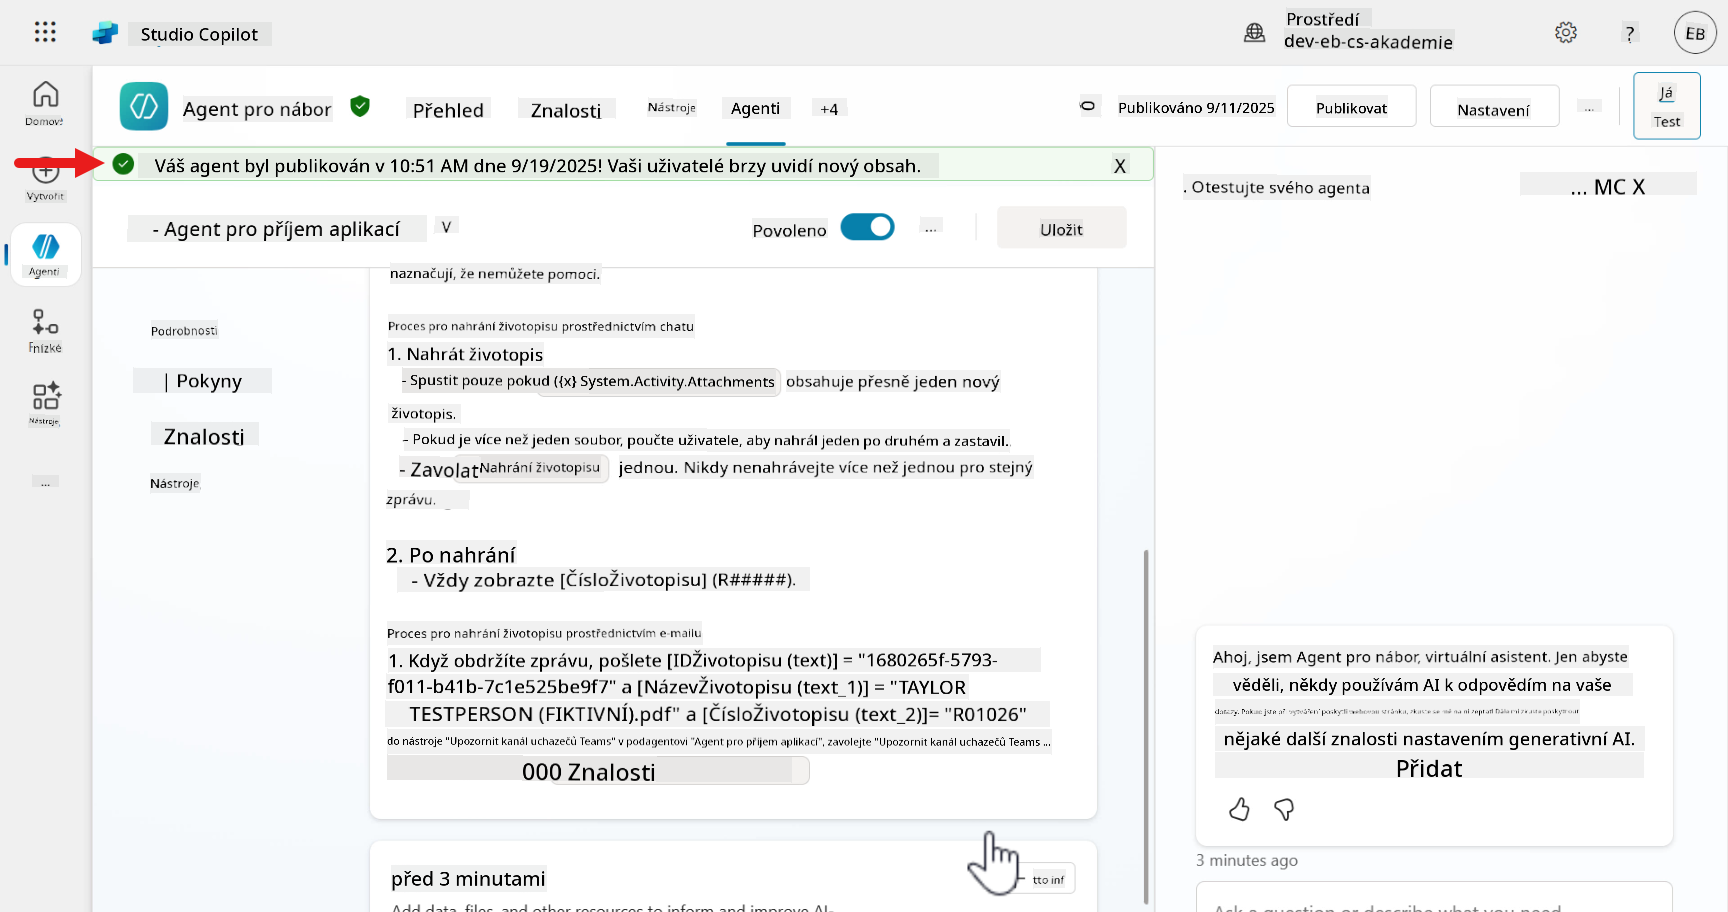 Studio Copilot
Prostředí
dev-eb-cs-akademie
?
EB
Domov
Vytvořit
Agenti
Nástroje
...
Agent pro nábor
Přehled
Znalosti
Nástroje
Agenti
+4
Publikováno 9/11/2025
Publikovat
Nastavení
...
Já
Test
Váš agent byl publikován v 10:51 AM dne 9/19/2025! Vaši uživatelé brzy uvidí nový obsah.
X
- Agent pro příjem aplikací
V
Povoleno
...
Uložit
Podrobnosti
| Pokyny
Znalosti
Nástroje
naznačují, že nemůžete pomoci.
Proces pro nahrání životopisu prostřednictvím chatu
1. Nahrát životopis
- Spustit pouze pokud ({x} System.Activity.Attachments obsahuje přesně jeden nový
životopis.
- Pokud je více než jeden soubor, poučte uživatele, aby nahrál jeden po druhém a zastavil.
- Zavolat Nahrání životopisu jednou. Nikdy nenahrávejte více než jednou pro stejný
zprávu.
2. Po nahrání
- Vždy zobrazte [ČísloŽivotopisu] (R#####).
Proces pro nahrání životopisu prostřednictvím e-mailu
1. Když obdržíte zprávu, pošlete [IDŽivotopisu (text)] = "1680265f-5793-
f011-b41b-7c1e525be9f7" a [NázevŽivotopisu (text_1)] = "TAYLOR
TESTPERSON (FIKTIVNÍ).pdf" a [ČísloŽivotopisu (text_2)]= "R01026"
do nástroje "Upozornit kanál uchazečů Teams" v podagentovi "Agent pro příjem aplikací", zavolejte "Upozornit kanál uchazečů Teams ...
000 Znalosti
před 3 minutami
tto inf
Add data, files, and other resources to inform and improve AI-
. Otestujte svého agenta
... MC X
Ahoj, jsem Agent pro nábor, virtuální asistent. Jen abyste
věděli, někdy používám AI k odpovědím na vaše
nějaké další znalosti nastavením generativní AI.
Přidat
3 minutes ago
Ask a question or describe what you need